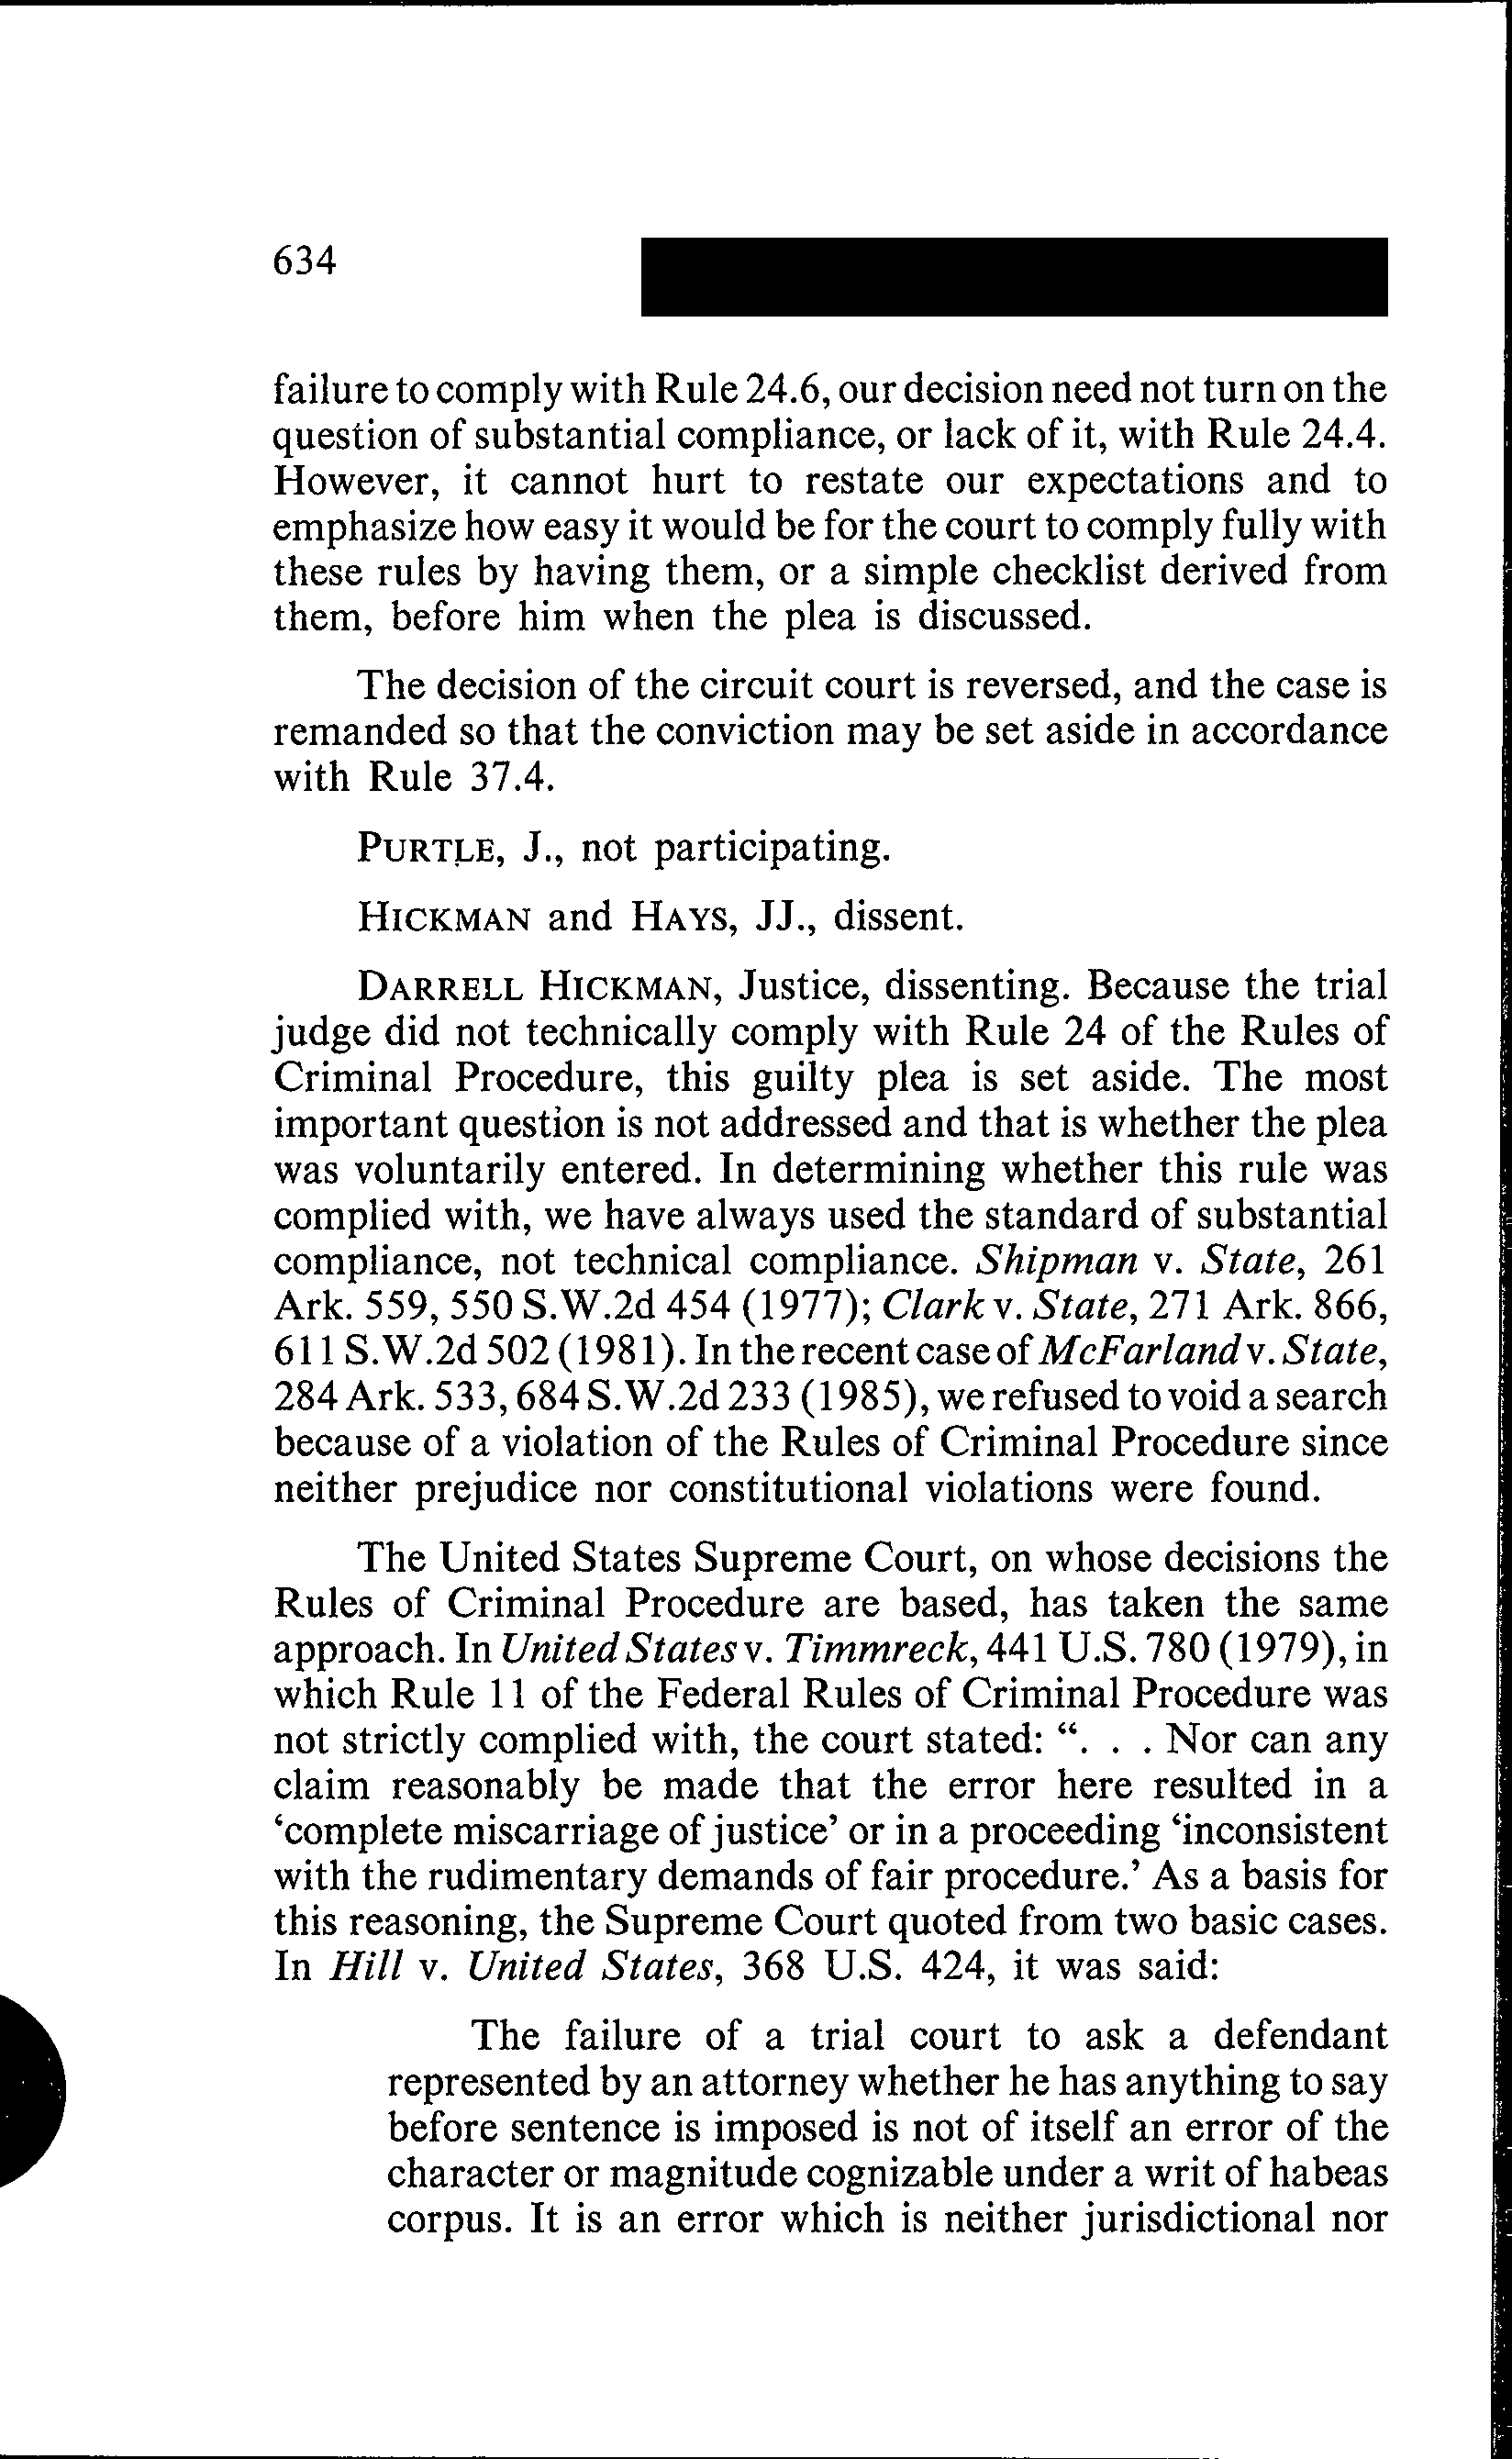 634
failure to comply with Rule 24.6, our decision need not turn on the
question of substantial compliance, or lack of it, with Rule 24.4.
However, it cannot hurt to restate our expectations and to
emphasize how easy it would be for the court to comply fully with
these rules by having them, or a simple checklist derived from
them, before him when the plea is discussed.
The decision of the circuit court is reversed, and the case is
remanded so that the conviction may be set aside in accordance
with Rule 37.4.
PURTLE, J., not participating.
HICKMAN and HAYS, JJ., dissent.
DARRELL HICKMAN, Justice, dissenting. Because the trial
judge did not technically comply with Rule 24 of the Rules of
Criminal Procedure, this guilty plea is set aside. The most
important question is not addressed and that is whether the plea
was voluntarily entered. In determining whether this rule was
complied with, we have always used the standard of substantial
compliance, not technical compliance. Shipman v. State, 261
Ark. 559, 550 S.W.2d 454 (1977); Clark v. State, 271 Ark. 866,
611 S.W.2d 502 (1981). In the recent case of McFarland v. State,
284 Ark. 533, 684 S.W.2d 233 (1985), we refused to void a search
because of a violation of the Rules of Criminal Procedure since
neither prejudice nor constitutional violations were found.
The United States Supreme Court, on whose decisions the
Rules of Criminal Procedure are based, has taken the same
approach. In United States v. Timmreck, 441 U.S. 780 (1979), in
which Rule 11 of the Federal Rules of Criminal Procedure was
not strictly complied with, the court stated: ". . . Nor can any
claim reasonably be made that the error here resulted in a
'complete miscarriage of justice' or in a proceeding 'inconsistent
with the rudimentary demands of fair procedure.' As a basis for
this reasoning, the Supreme Court quoted from two basic cases.
In Hill v. United States, 368 U.S. 424, it was said:
The failure of a trial court to ask a defendant
represented by an attorney whether he has anything to say
before sentence is imposed is not of itself an error of the
character or magnitude cognizable under a writ of habeas
corpus. It is an error which is neither jurisdictional nor